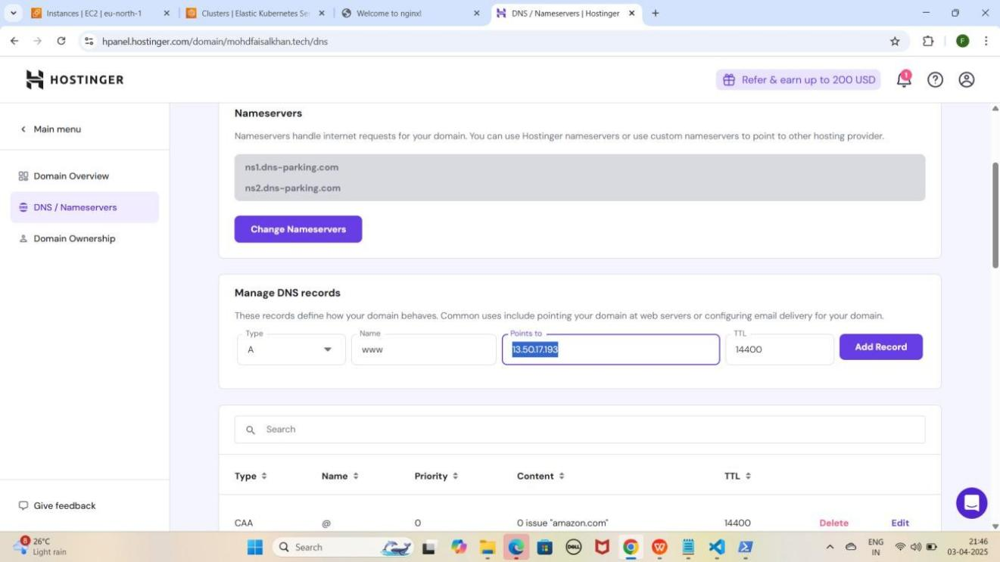 Instances | EC2 | eu-north-1
Clusters | Elastic Kubernetes Se
Welcome to nginx!
DNS / Nameservers | Hostinger
hpanel.hostinger.com/domain/mohdfaisalkhan.tech/dns
F
HOSTINGER
Refer & earn up to 200 USD
1
Main menu
Domain Overview
DNS / Nameservers
Domain Ownership
Give feedback
Nameservers
Nameservers handle internet requests for your domain. You can use Hostinger nameservers or use custom nameservers to point to other hosting provider.
ns1.dns-parking.com
ns2.dns-parking.com
Change Nameservers
Manage DNS records
These records define how your domain behaves. Common uses include pointing your domain at web servers or configuring email delivery for your domain.
Type Name Points to TTL
A www 13.50.17.193 14400 Add Record
Search
Type Name Priority Content TTL
CAA @ 0 0 issue "amazon.com" 14400 Delete Edit
8 26°C
Light rain
Search
DELL
ENG
IN
21:46
03-04-2025